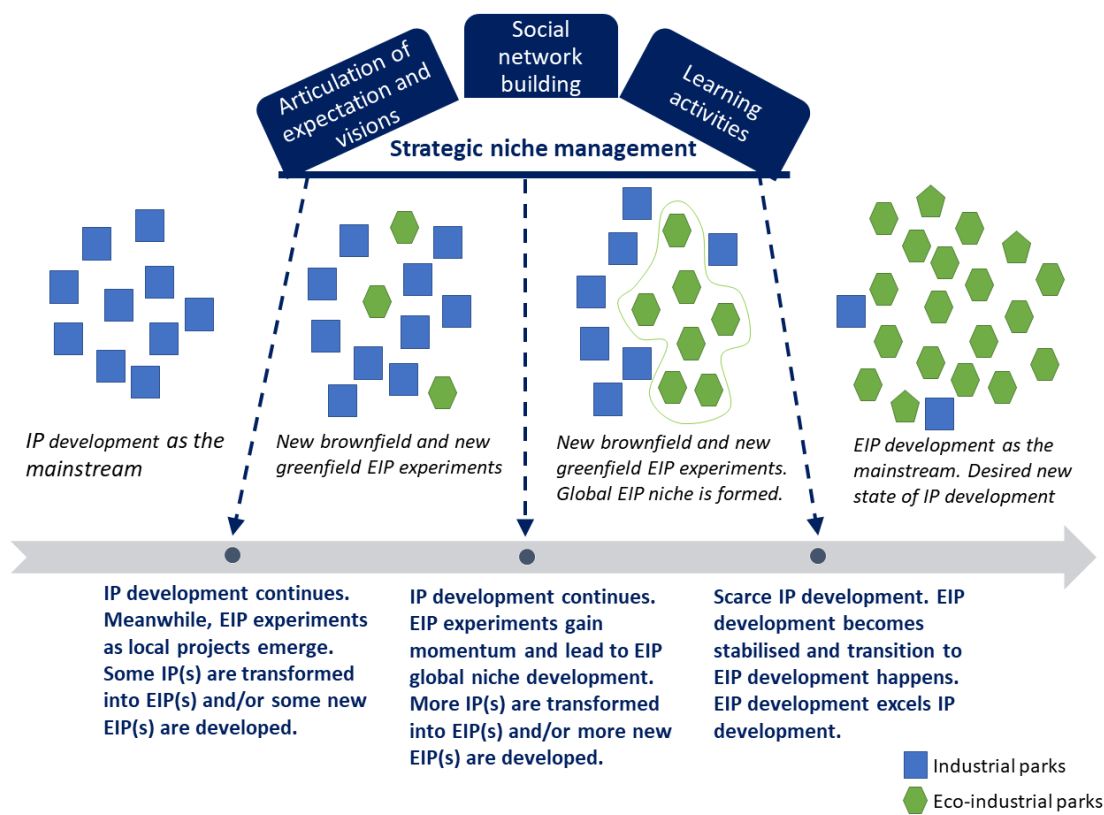 Articulation of
expectation and
visions
Social
network
building
Learning
activities
Strategic niche management
IP development as the
mainstream
New brownfield and new
greenfield EIP experiments
New brownfield and new
greenfield EIP experiments.
Global EIP niche is formed.
EIP development as the
mainstream. Desired new
state of IP development
IP development continues.
Meanwhile, EIP experiments
as local projects emerge.
Some IP(s) are transformed
into EIP(s) and/or some new
EIP(s) are developed.
IP development continues.
EIP experiments gain
momentum and lead to EIP
global niche development.
More IP(s) are transformed
into EIP(s) and/or more new
EIP(s) are developed.
Scarce IP development. EIP
development becomes
stabilised and transition to
EIP development happens.
EIP development excels IP
development.
Industrial parks
Eco-industrial parks